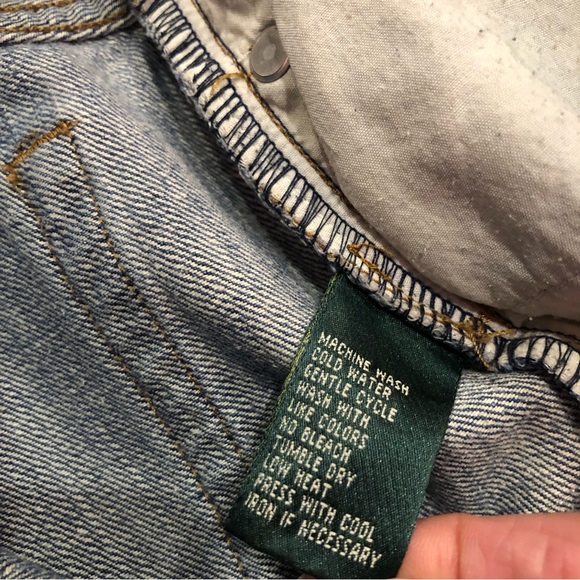 MACHINE WASH
COLD WATER
GENTLE CYCLE
WASH WITH
LIKE COLORS
NO BLEACH
TUMBLE DRY
LOW HEAT
PRESS WITH COOL
IRON IF NECESSARY